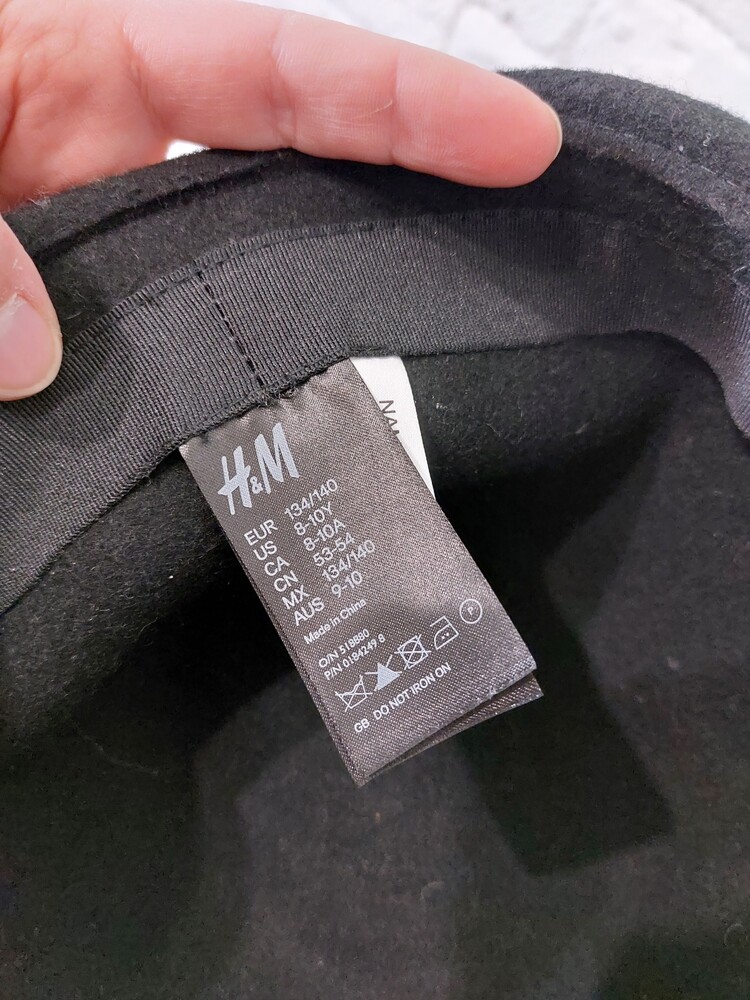 H&M
EUR 134/140
US 8-10Y
CA 8-10A
CN 53-54
MX 134/140
AUS 9-10
Made in China
O/N 518880
P/N 0184249 8
P
GB DO NOT IRON ON